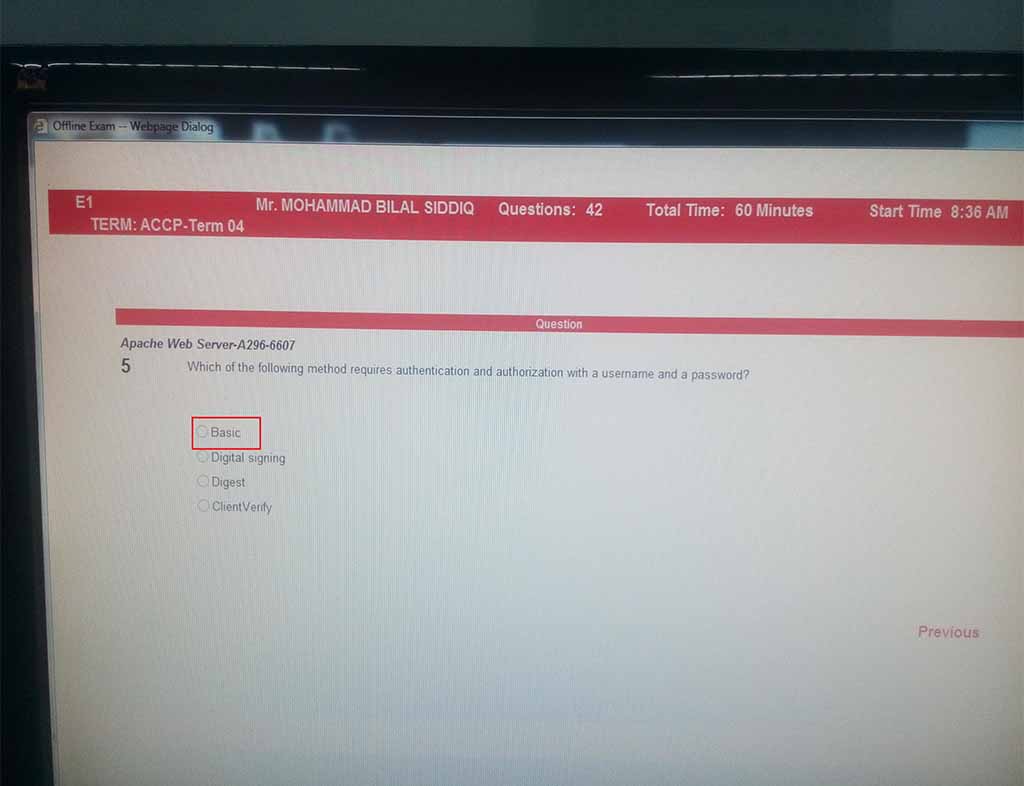 Offline Exam -- Webpage Dialog
E1 Mr. MOHAMMAD BILAL SIDDIQ Questions: 42 Total Time: 60 Minutes Start Time 8:36 AM
TERM: ACCP-Term 04
Question
Apache Web Server-A296-6607
5 Which of the following method requires authentication and authorization with a username and a password?
Basic
Digital signing
Digest
ClientVerify
Previous